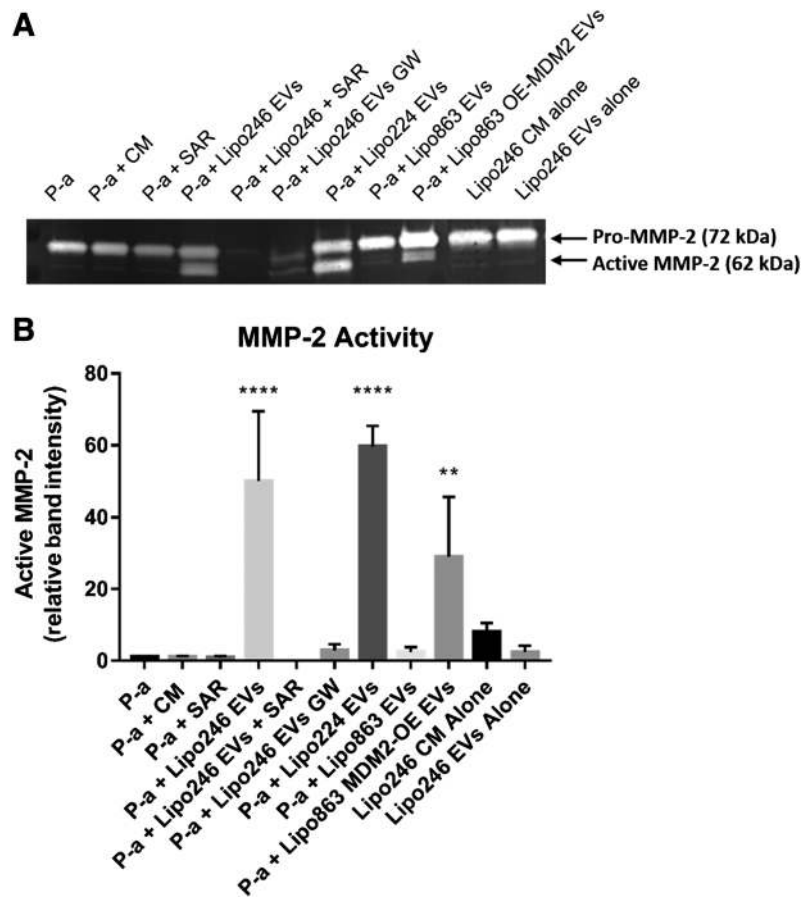 A
P-a
P-a + CM
P-a + SAR
P-a + Lipo246 EVs
P-a + Lipo246 + SAR
P-a + Lipo246 EVs GW
P-a + Lipo224 EVs
P-a + Lipo863 EVs
P-a + Lipo863 OE-MDM2 EVs
Lipo246 CM alone
Lipo246 EVs alone
Pro-MMP-2 (72 kDa)
Active MMP-2 (62 kDa)
B
MMP-2 Activity
Active MMP-2
(relative band intensity)
80
60
40
20
0
****
****
**
P-a
P-a + CM
P-a + SAR
P-a + Lipo246 EVs
P-a + Lipo246 EVs + SAR
P-a + Lipo246 EVs GW
P-a + Lipo224 EVs
P-a + Lipo863 EVs
P-a + Lipo863 MDM2-OE EVs
Lipo246 CM Alone
Lipo246 EVs Alone